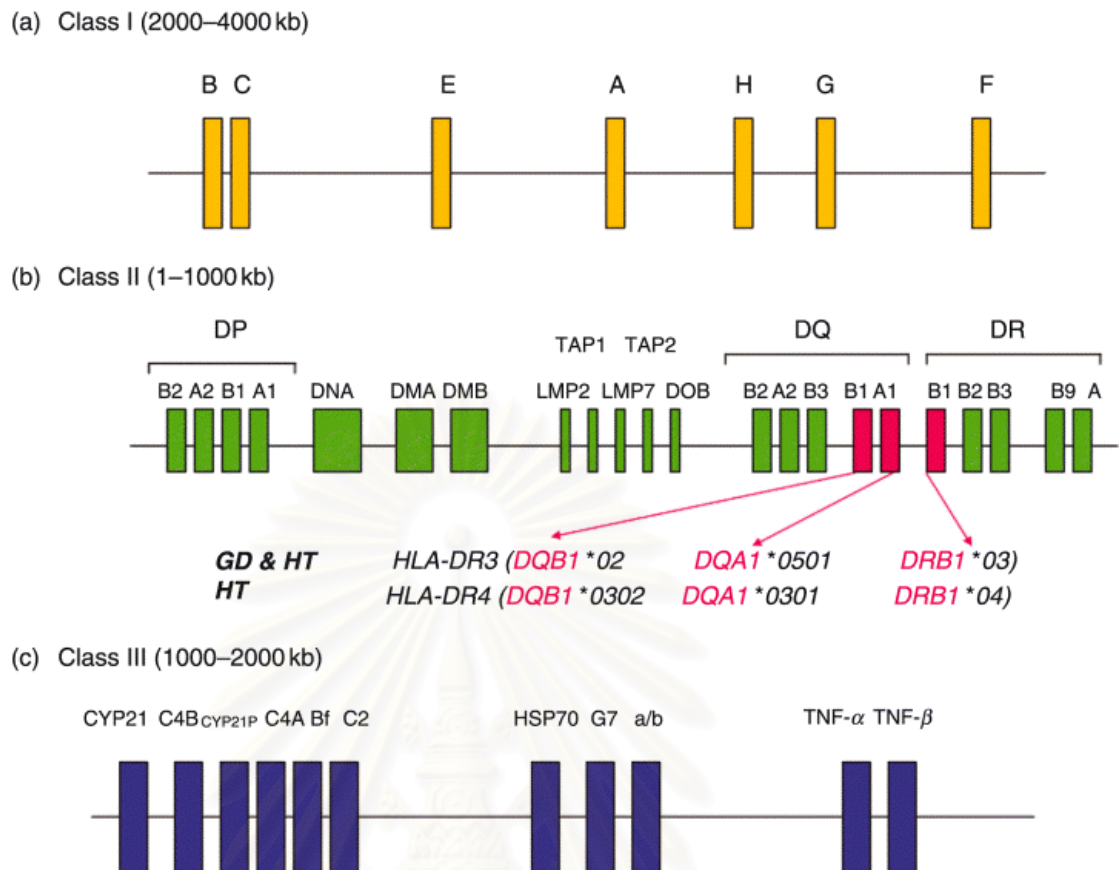 (a) Class I (2000–4000 kb)
B C E A H G F
(b) Class II (1–1000 kb)
DP DQ DR
TAP1 TAP2
B2 A2 B1 A1 DNA DMA DMB LMP2 LMP7 DOB B2 A2 B3 B1 A1 B1 B2 B3 B9 A
GD & HT HLA-DR3 (DQB1 *02 DQA1 *0501 DRB1 *03)
HT HLA-DR4 (DQB1 *0302 DQA1 *0301 DRB1 *04)
(c) Class III (1000–2000 kb)
CYP21 C4B CYP21P C4A Bf C2 HSP70 G7 a/b TNF-α TNF-β